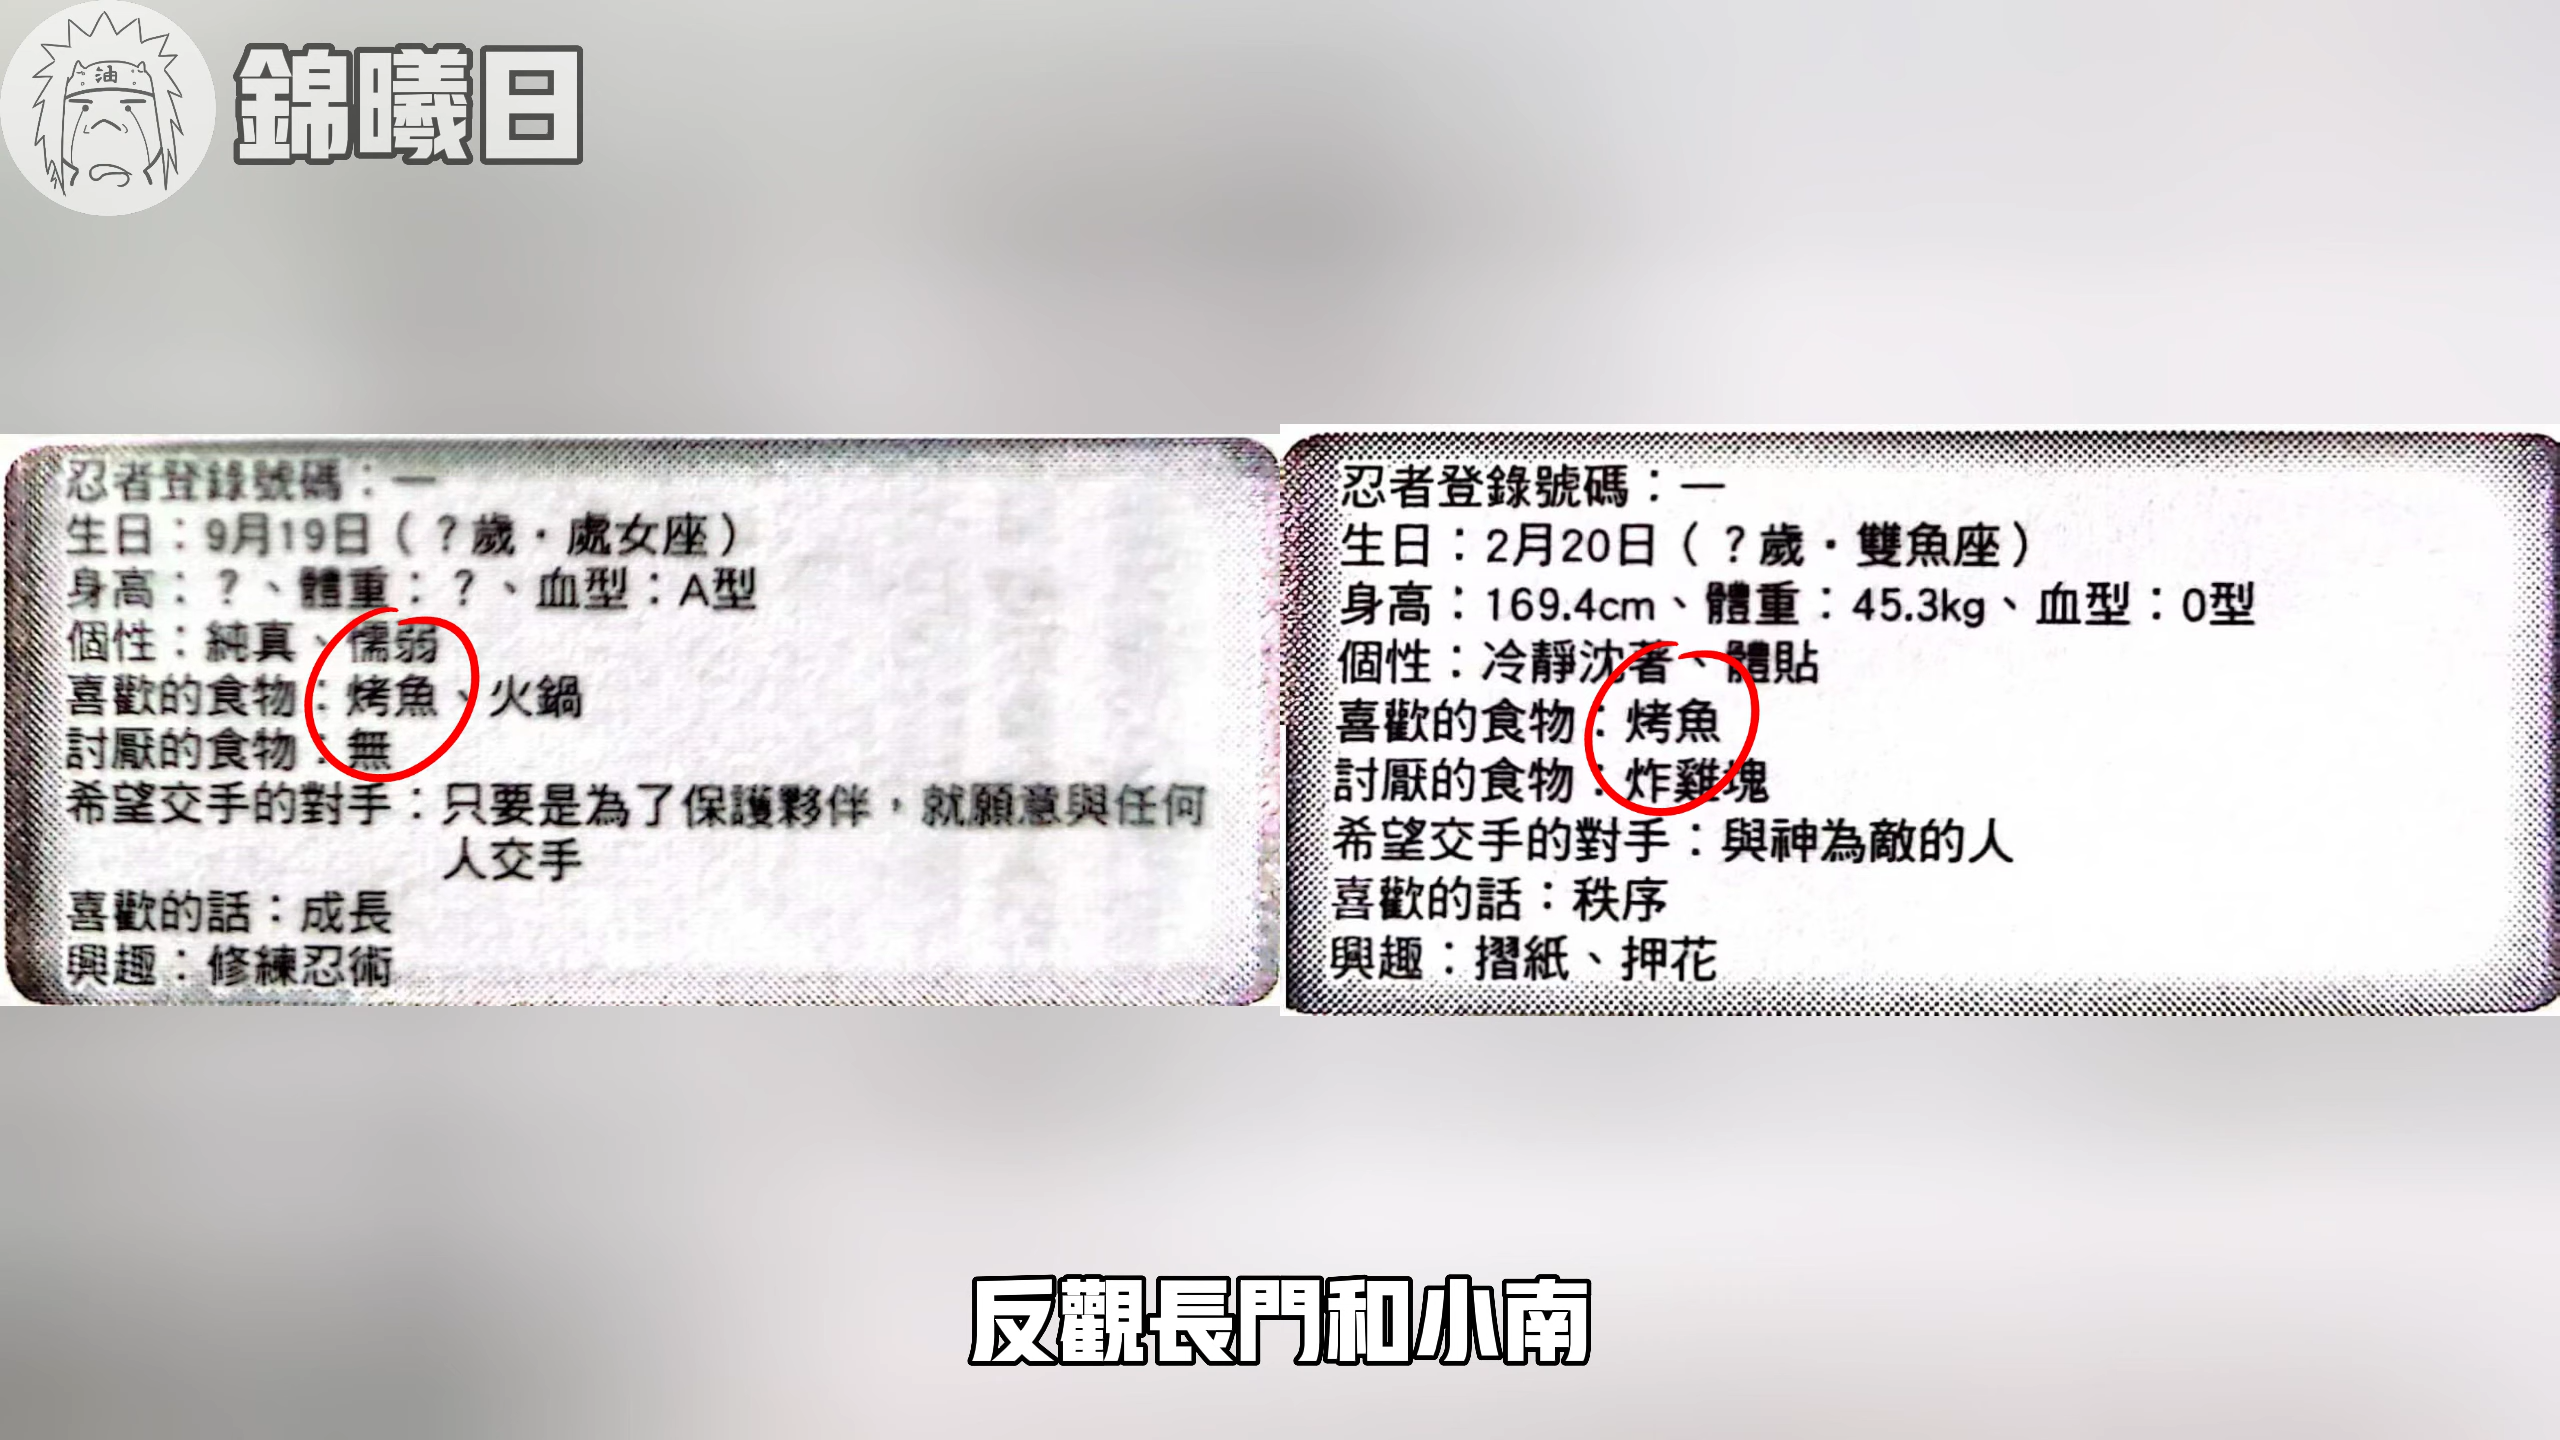 油
錦曦日
忍者登錄號碼：—
生日：9月19日（？歲・處女座）
身高：？、體重：？、血型：A型
個性：純真、懦弱
喜歡的食物：烤魚、火鍋
討厭的食物：無
希望交手的對手：只要是為了保護夥伴，就願意與任何
人交手
喜歡的話：成長
興趣：修練忍術
忍者登錄號碼：—
生日：2月20日（？歲・雙魚座）
身高：169.4cm、體重：45.3kg、血型：O型
個性：冷靜沈著、體貼
喜歡的食物：烤魚
討厭的食物：炸雞塊
希望交手的對手：與神為敵的人
喜歡的話：秩序
興趣：摺紙、押花
反觀長門和小南